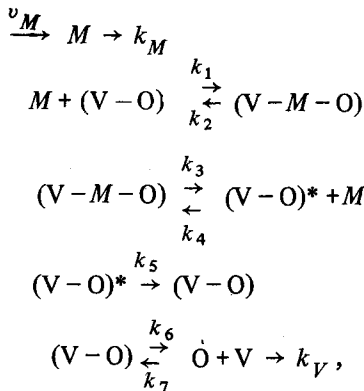 v_M → M → k_M
M + (V – O) ⇄ (V – M – O) k_1 k_2
(V – M – O) ⇄ (V – O)* + M k_3 k_4
(V – O)* → (V – O) k_5
(V – O) ⇄ Ȯ + V → k_V , k_6 k_7